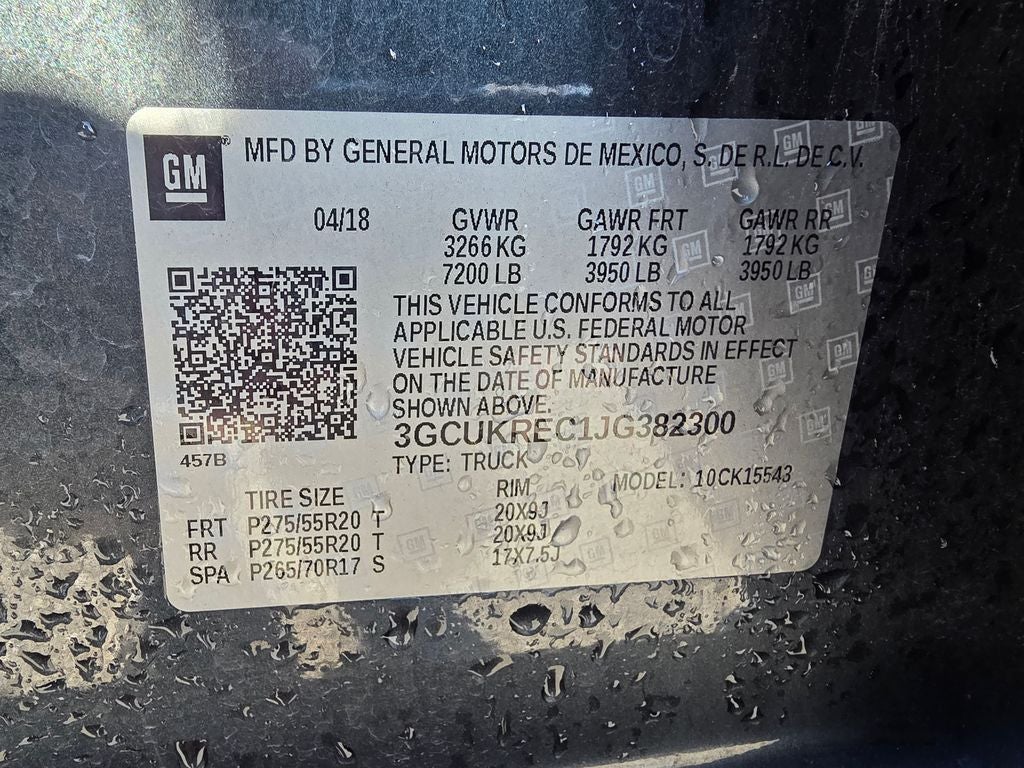 GM
MFD BY GENERAL MOTORS DE MEXICO, S. DE R.L. DE C.V.
04/18 GVWR GAWR FRT GAWR RR
3266 KG 1792 KG 1792 KG
7200 LB 3950 LB 3950 LB
THIS VEHICLE CONFORMS TO ALL
APPLICABLE U.S. FEDERAL MOTOR
VEHICLE SAFETY STANDARDS IN EFFECT
ON THE DATE OF MANUFACTURE
SHOWN ABOVE.
3GCUKREC1JG382300
457B
TYPE: TRUCK
MODEL: 10CK15543
TIRE SIZE RIM
FRT P275/55R20 T 20X9J
RR P275/55R20 T 20X9J
SPA P265/70R17 S 17X7.5J